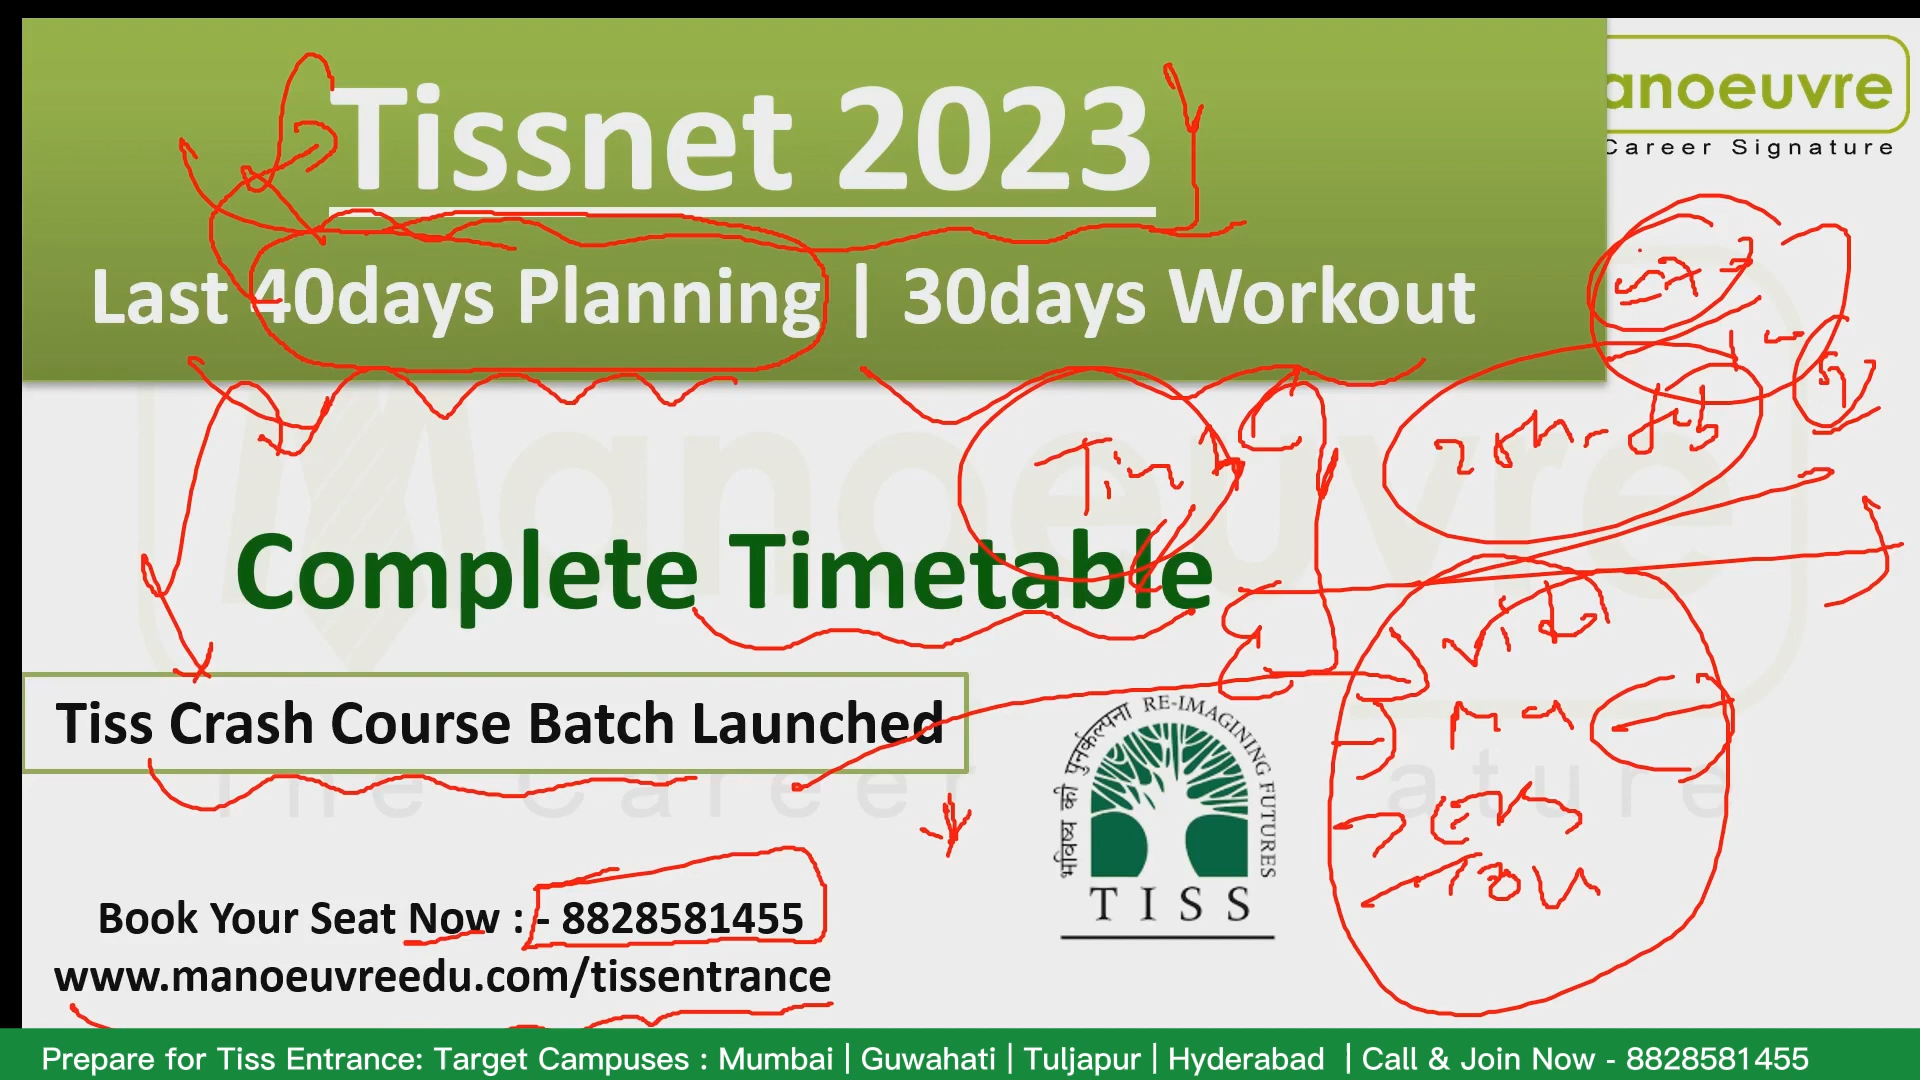 Tissnet 2023
anoeuvre
Career Signature
Last 40days Planning | 30days Workout
Complete Timetable
Tiss Crash Course Batch Launched
Book Your Seat Now : - 8828581455
www.manoeuvreedu.com/tissentrance
भविष्य की पुनर्कल्पना RE-IMAGINING FUTURES
TISS
Prepare for Tiss Entrance: Target Campuses : Mumbai | Guwahati | Tuljapur | Hyderabad | Call & Join Now - 8828581455